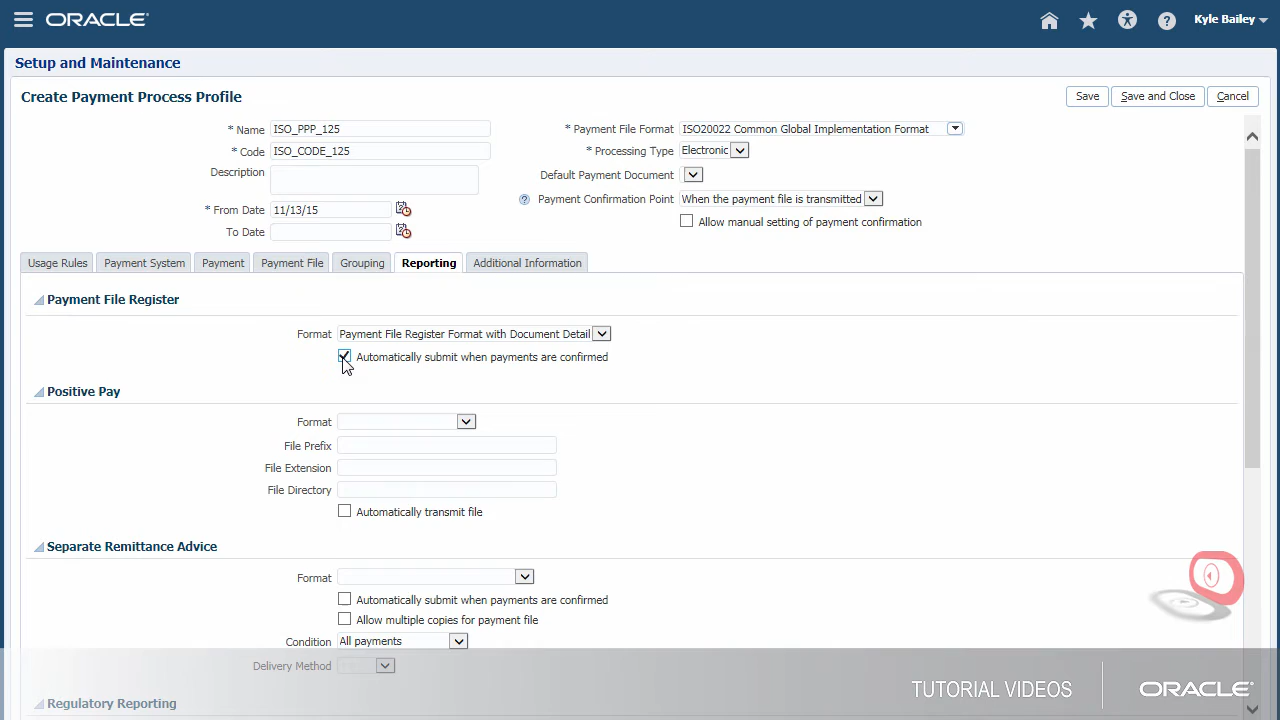 ORACLE
Kyle Bailey
Setup and Maintenance
Create Payment Process Profile
Save
Save and Close
Cancel
* Name ISO_PPP_125
* Code ISO_CODE_125
Description
* From Date 11/13/15
To Date
* Payment File Format ISO20022 Common Global Implementation Format
* Processing Type Electronic
Default Payment Document
? Payment Confirmation Point When the payment file is transmitted
Allow manual setting of payment confirmation
Usage Rules Payment System Payment Payment File Grouping Reporting Additional Information
Payment File Register
Format Payment File Register Format with Document Detail
Automatically submit when payments are confirmed
Positive Pay
Format
File Prefix
File Extension
File Directory
Automatically transmit file
Separate Remittance Advice
Format
Automatically submit when payments are confirmed
Allow multiple copies for payment file
Condition All payments
Delivery Method
Regulatory Reporting
TUTORIAL VIDEOS ORACLE